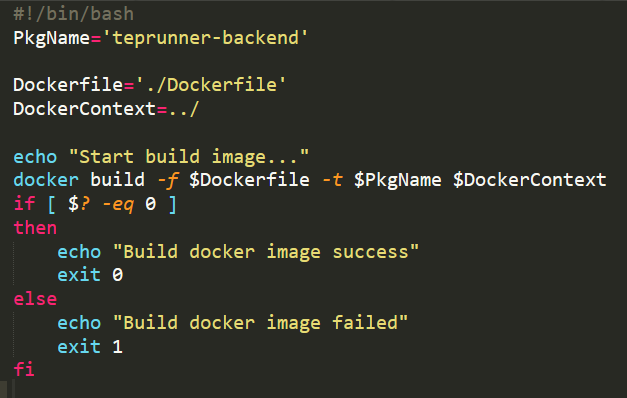 #!/bin/bash
PkgName='teprunner-backend'
Dockerfile='./Dockerfile'
DockerContext=../
echo "Start build image..."
docker build -f $Dockerfile -t $PkgName $DockerContext
if [ $? -eq 0 ]
then
    echo "Build docker image success"
    exit 0
else
    echo "Build docker image failed"
    exit 1
fi